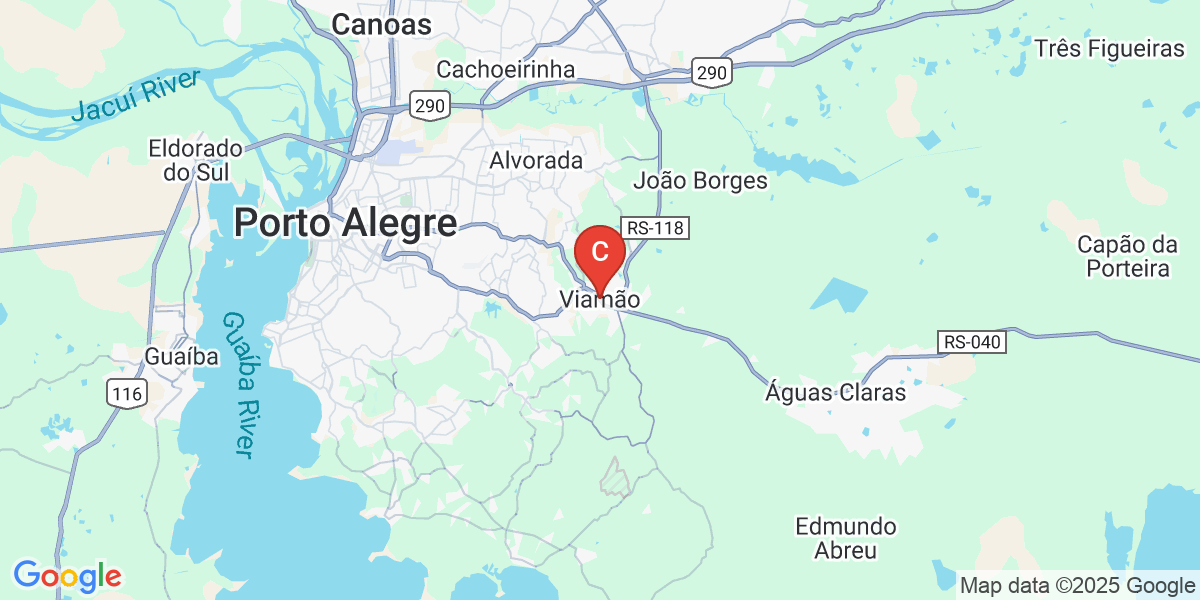 Canoas
Três Figueiras
Cachoeirinha
290
Jacuí River
290
Eldorado
do Sul
Alvorada
João Borges
Porto Alegre
RS-118
C
Capão da
Porteira
Viamão
Guaíba River
RS-040
Guaíba
116
Águas Claras
Edmundo
Abreu
Google
Map data ©2025 Google